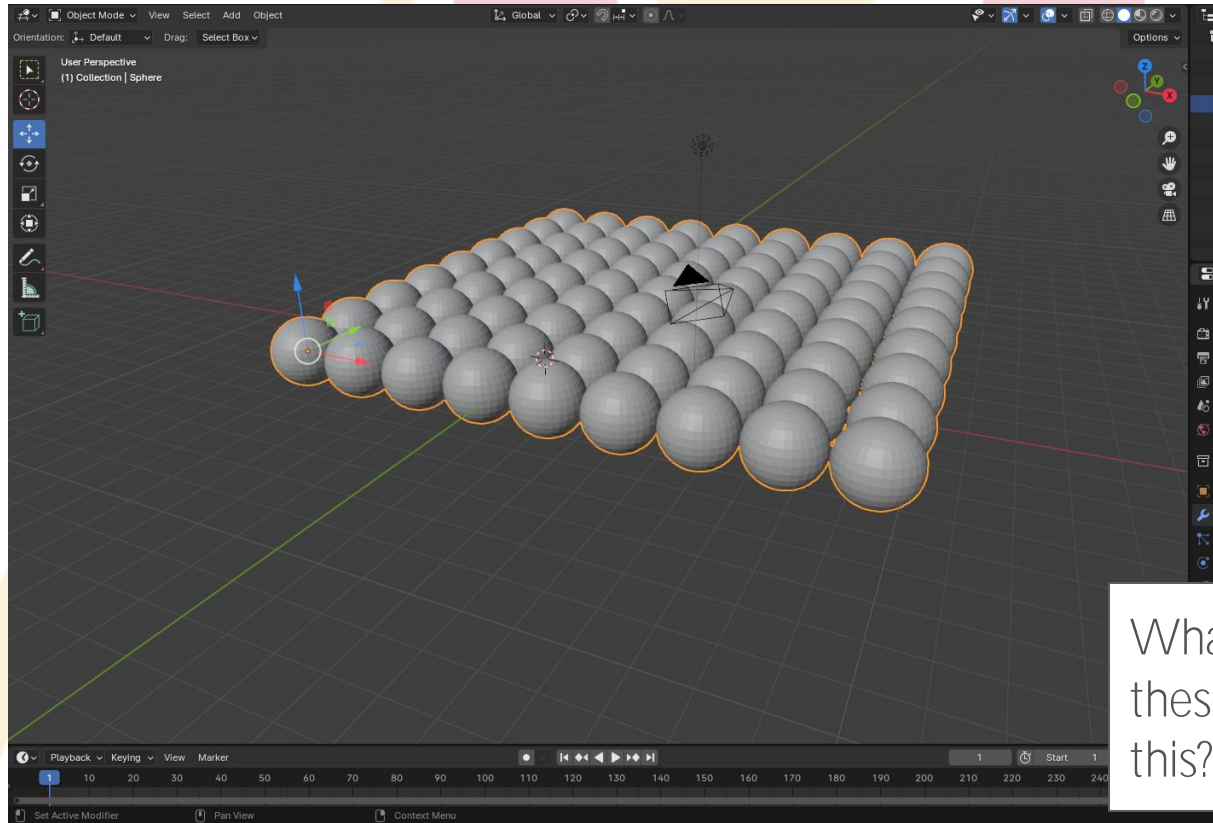 Object Mode View Select Add Object Global
Orientation: Default Drag: Select Box Options
User Perspective
(1) Collection | Sphere
Z
Y
X
these
this?
Playback Keying View Marker 1 Start 1
1 10 20 30 40 50 60 70 80 90 100 110 120 130 140 150 160 170 180 190 200 210 220 230 240
Set Active Modifier Pan View Context Menu